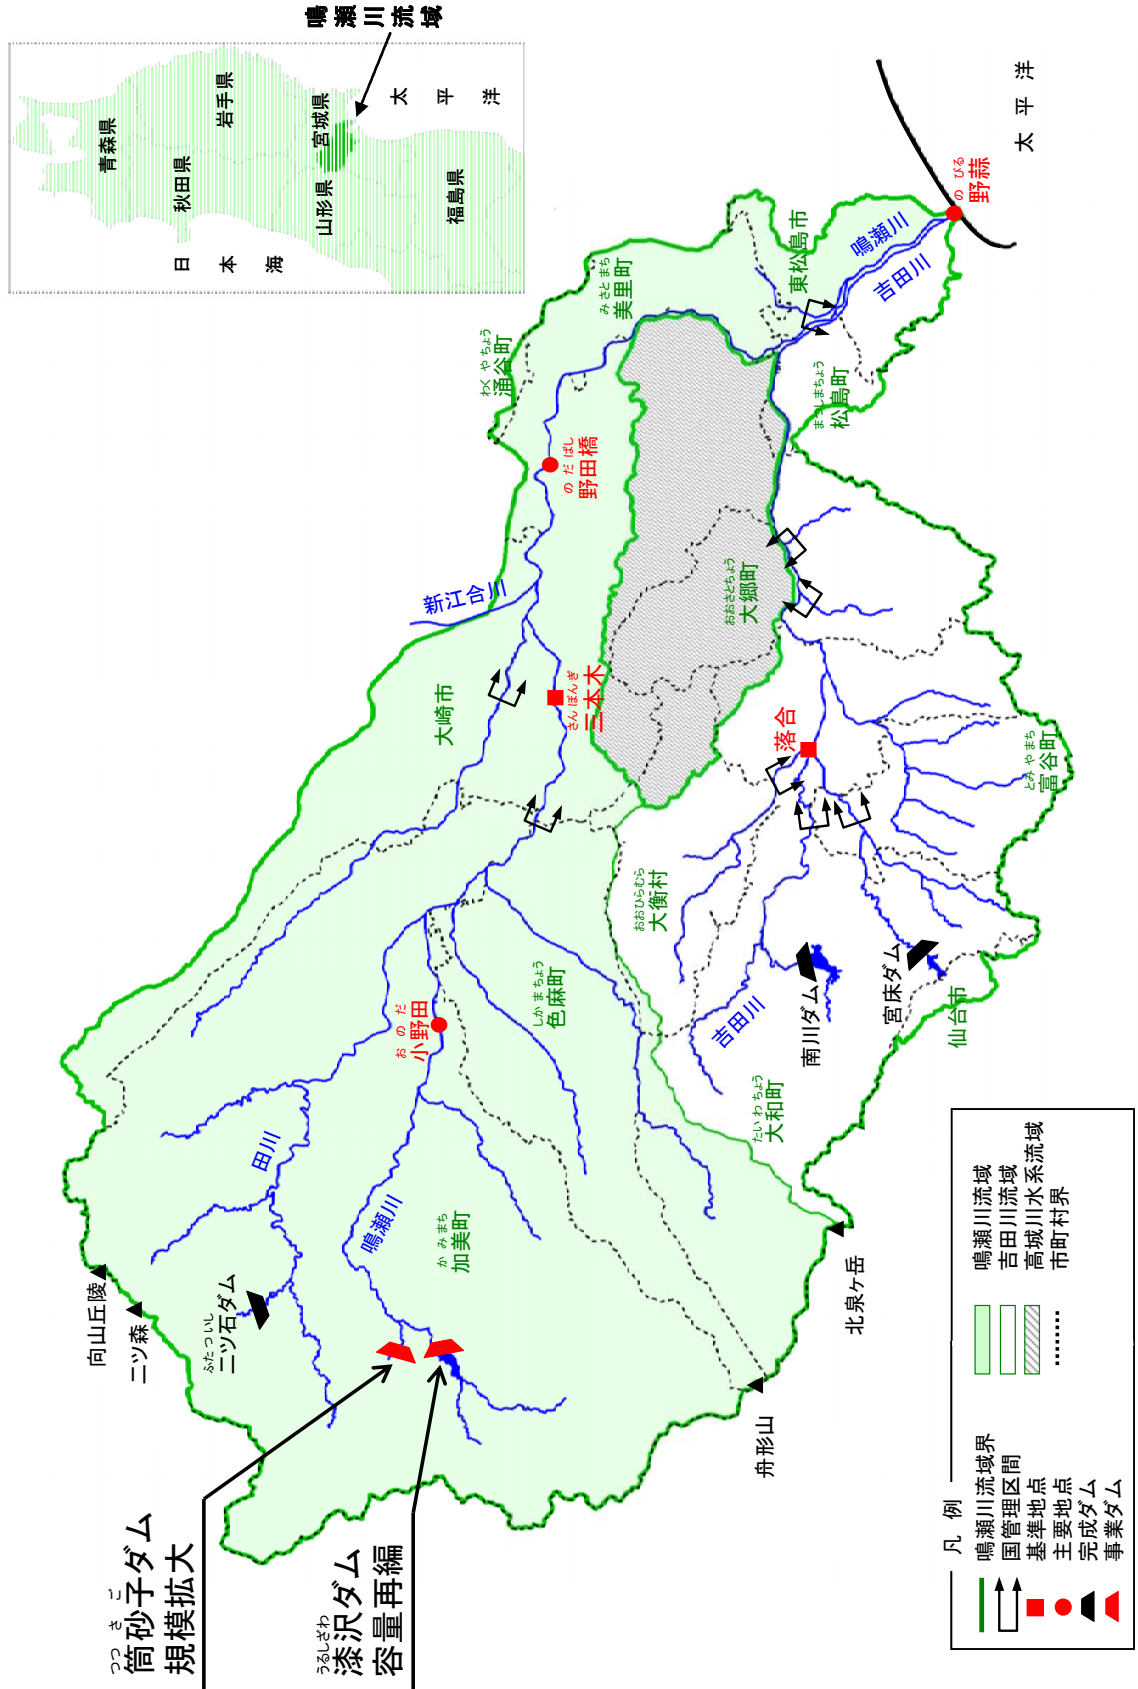 鳴瀬川流域
青森県
岩手県
秋田県
宮城県
山形県
福島県
太平洋
日本海
太平洋
のびる
野蒜
鳴瀬川
吉田川
東松島市
みさとまち
美里町
わくやちょう
涌谷町
まつしまちょう
松島町
のだばし
野田橋
新江合川
おおさとちょう
大郷町
大崎市
さんぼんぎ
三本木
落合
とみやまち
富谷町
おおひらむら
大衡村
しかまちょう
色麻町
おのだ
小野田
吉田川
南川ダム
宮床ダム
仙台市
たいわちょう
大和町
田川
鳴瀬川
かみまち
加美町
向山丘陵
二ツ森
ふたついし
二ツ石ダム
北泉ヶ岳
舟形山
つつさご
筒砂子ダム
規模拡大
うるしざわ
漆沢ダム
容量再編
凡例
鳴瀬川流域界
国管理区間
基準地点
主要地点
完成ダム
事業ダム
鳴瀬川流域
吉田川流域
高城川水系流域
市町村界